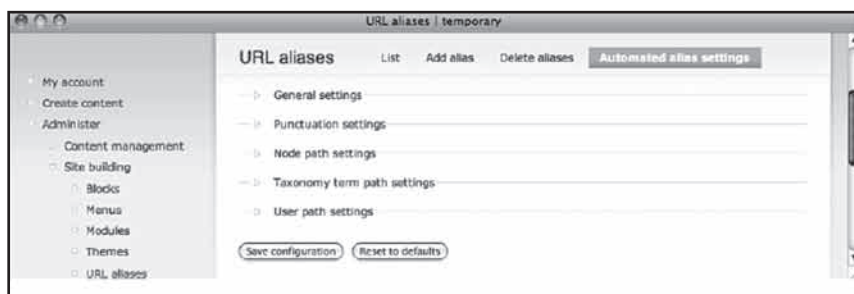 URL aliases | temporary
URL aliases List Add alias Delete aliases Automated alias settings
My account
Create content
Administer
Content management
Site building
Blocks
Menus
Modules
Themes
URL aliases
General settings
Punctuation settings
Node path settings
Taxonomy term path settings
User path settings
Save configuration Reset to defaults